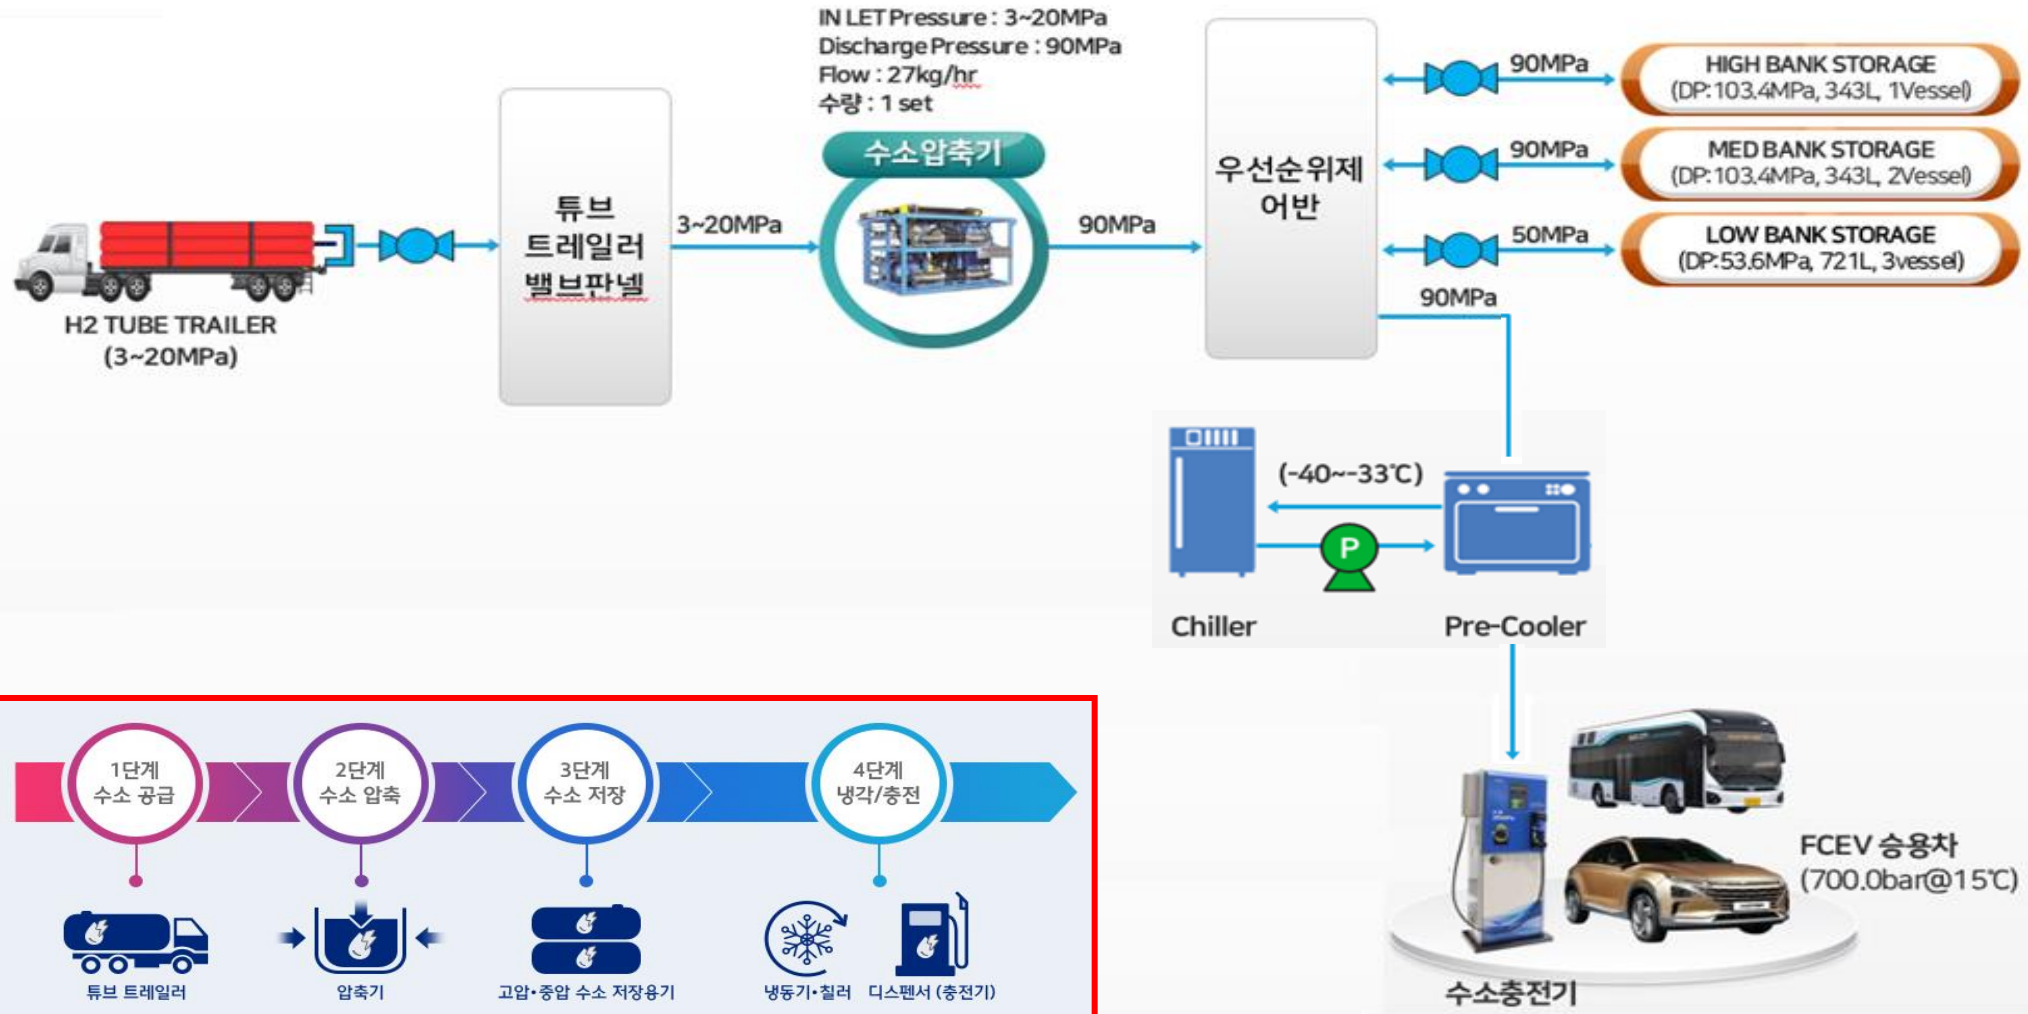 IN LET Pressure : 3~20MPa
Discharge Pressure : 90MPa
Flow : 27kg/hr
수량 : 1 set
수소압축기
H2 TUBE TRAILER
(3~20MPa)
튜브
트레일러
밸브판넬
3~20MPa
90MPa
우선순위제
어반
90MPa
HIGH BANK STORAGE
(DP:103.4MPa, 343L, 1Vessel)
90MPa
MED BANK STORAGE
(DP:103.4MPa, 343L, 2Vessel)
50MPa
LOW BANK STORAGE
(DP:53.6MPa, 721L, 3vessel)
90MPa
(-40~-33℃)
P
Chiller
Pre-Cooler
FCEV 승용차
(700.0bar@15℃)
수소충전기
1단계
수소 공급
2단계
수소 압축
3단계
수소 저장
4단계
냉각/충전
튜브 트레일러
압축기
고압•중압 수소 저장용기
냉동기•칠러
디스펜서 (충전기)